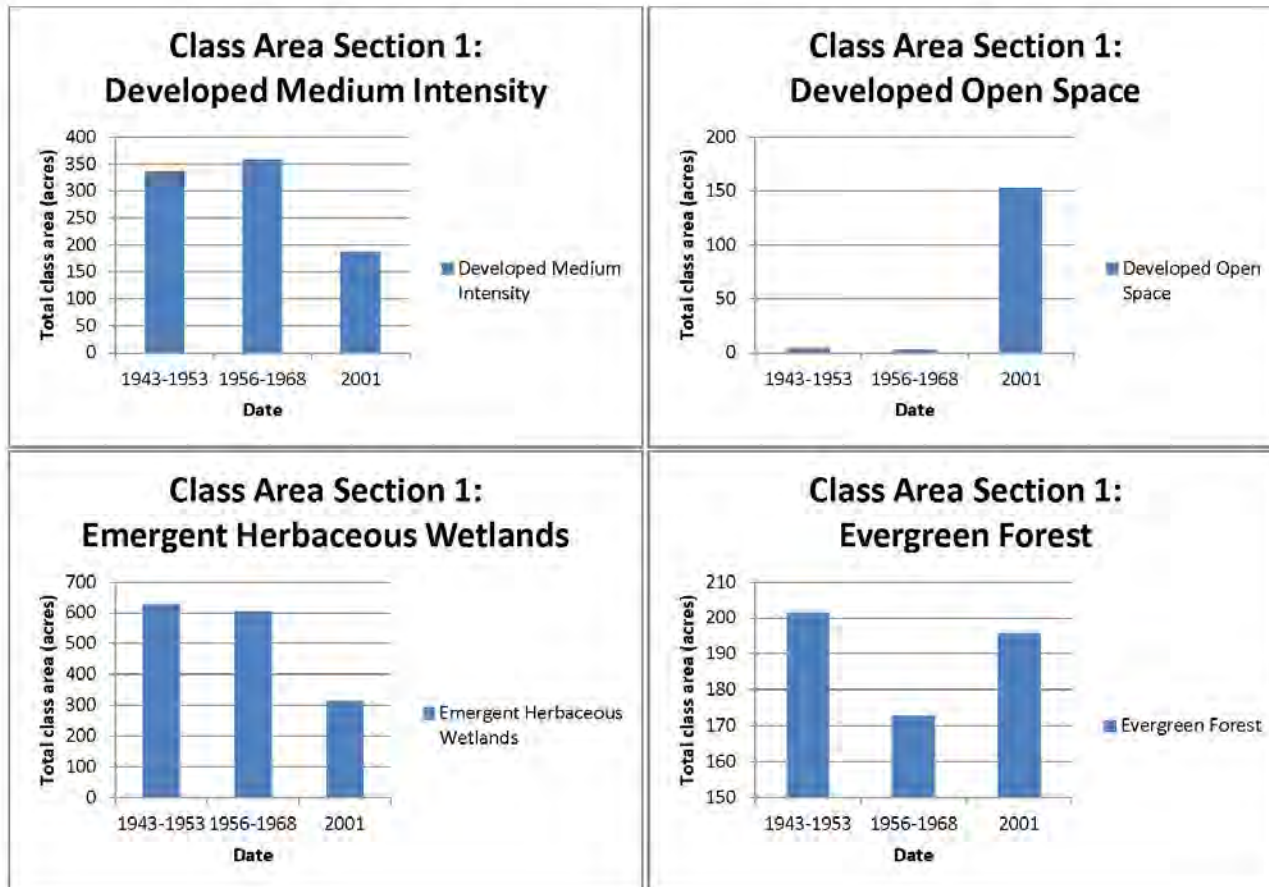 Class Area Section 1:
Developed Medium Intensity
Total class area (acres)
400
350
300
250
200
150
100
50
0
1943-1953 1956-1968 2001
Date
Developed Medium
Intensity
Class Area Section 1:
Developed Open Space
Total class area (acres)
200
150
100
50
0
1943-1953 1956-1968 2001
Date
Developed Open
Space
Class Area Section 1:
Emergent Herbaceous Wetlands
Total class area (acres)
700
600
500
400
300
200
100
0
1943-1953 1956-1968 2001
Date
Emergent Herbaceous
Wetlands
Class Area Section 1:
Evergreen Forest
Total class area (acres)
210
200
190
180
170
160
150
1943-1953 1956-1968 2001
Date
Evergreen Forest